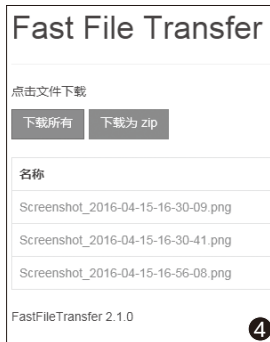 Fast File Transfer
点击文件下载
下载所有 下载为 zip
名称
Screenshot_2016-04-15-16-30-09.png
Screenshot_2016-04-15-16-30-41.png
Screenshot_2016-04-15-16-56-08.png
FastFileTransfer 2.1.0
❹